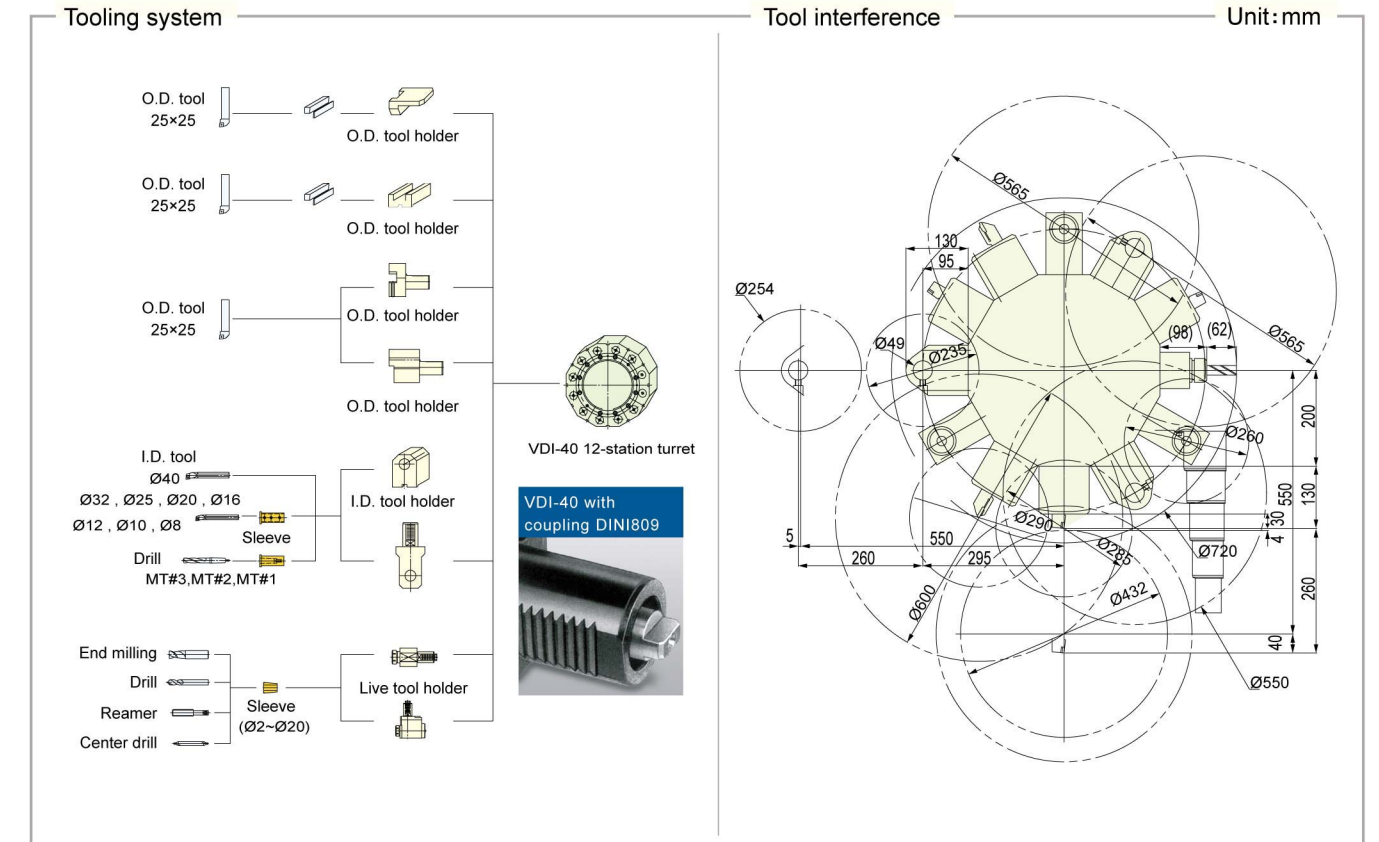 Tooling system
O.D. tool
25×25
O.D. tool holder
O.D. tool
25×25
O.D. tool holder
O.D. tool
25×25
O.D. tool holder
O.D. tool holder
VDI-40 12-station turret
I.D. tool
Ø40
Ø32 , Ø25 , Ø20 , Ø16
Ø12 , Ø10 , Ø8
Sleeve
Drill
MT#3,MT#2,MT#1
I.D. tool holder
VDI-40 with
coupling DINI809
End milling
Drill
Reamer
Center drill
Sleeve
(Ø2~Ø20)
Live tool holder
Tool interference
Unit:mm
Ø565
130
95
Ø254
Ø49
Ø235
(98)
(62)
Ø565
200
Ø260
550
130
30
4
Ø290
Ø285
Ø720
5
550
260
295
Ø600
Ø432
260
40
Ø550